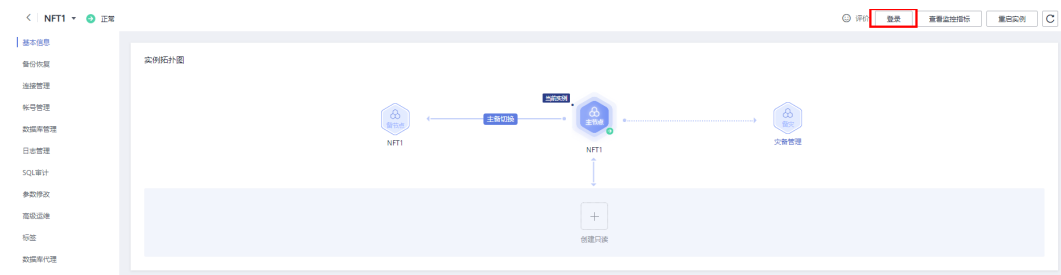 NFT1 正常
评价 登录 查看监控指标 重启实例
基本信息
备份恢复
连接管理
帐号管理
数据库管理
日志管理
SQL审计
参数修改
高级运维
标签
数据库代理
实例拓扑图
当前实例
备节点
主备切换
主节点
备灾
NFT1
NFT1
灾备管理
创建只读